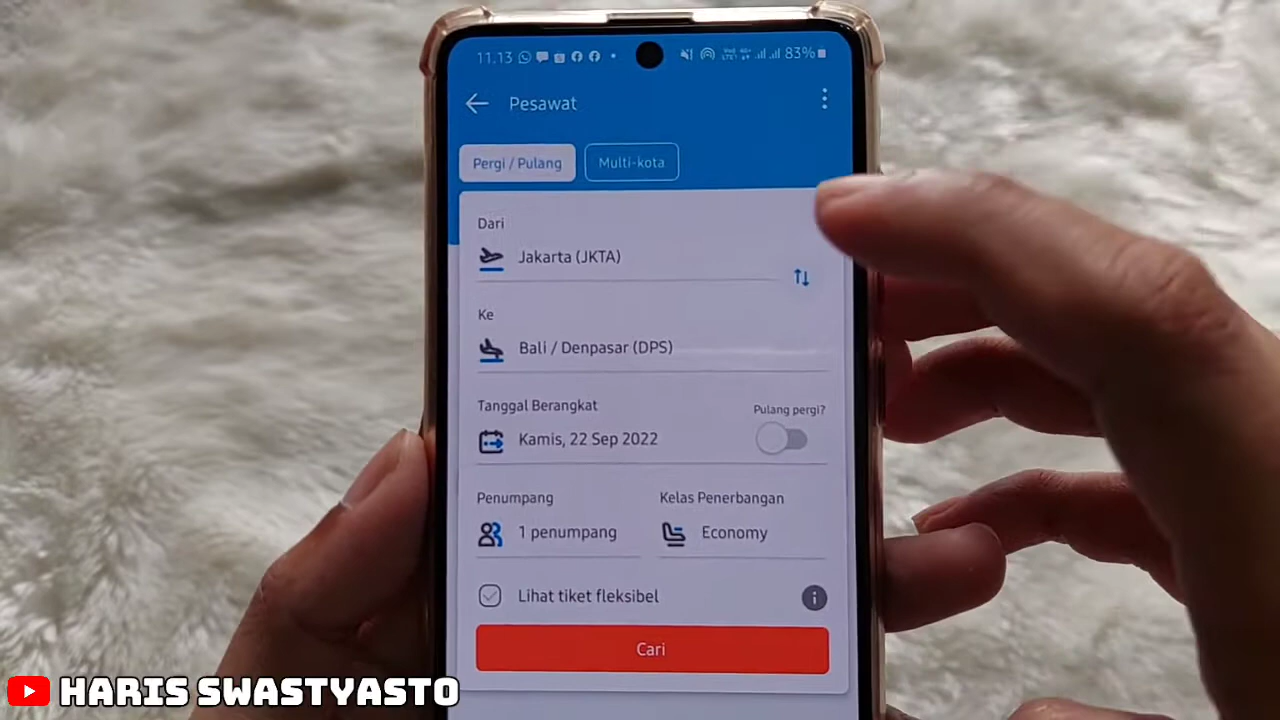 11.13
83%
Pesawat
Pergi / Pulang
Multi-kota
Dari
Jakarta (JKTA)
Ke
Bali / Denpasar (DPS)
Tanggal Berangkat
Pulang pergi?
Kamis, 22 Sep 2022
Penumpang
Kelas Penerbangan
1 penumpang
Economy
Lihat tiket fleksibel
Cari
HARIS SWASTYASTO